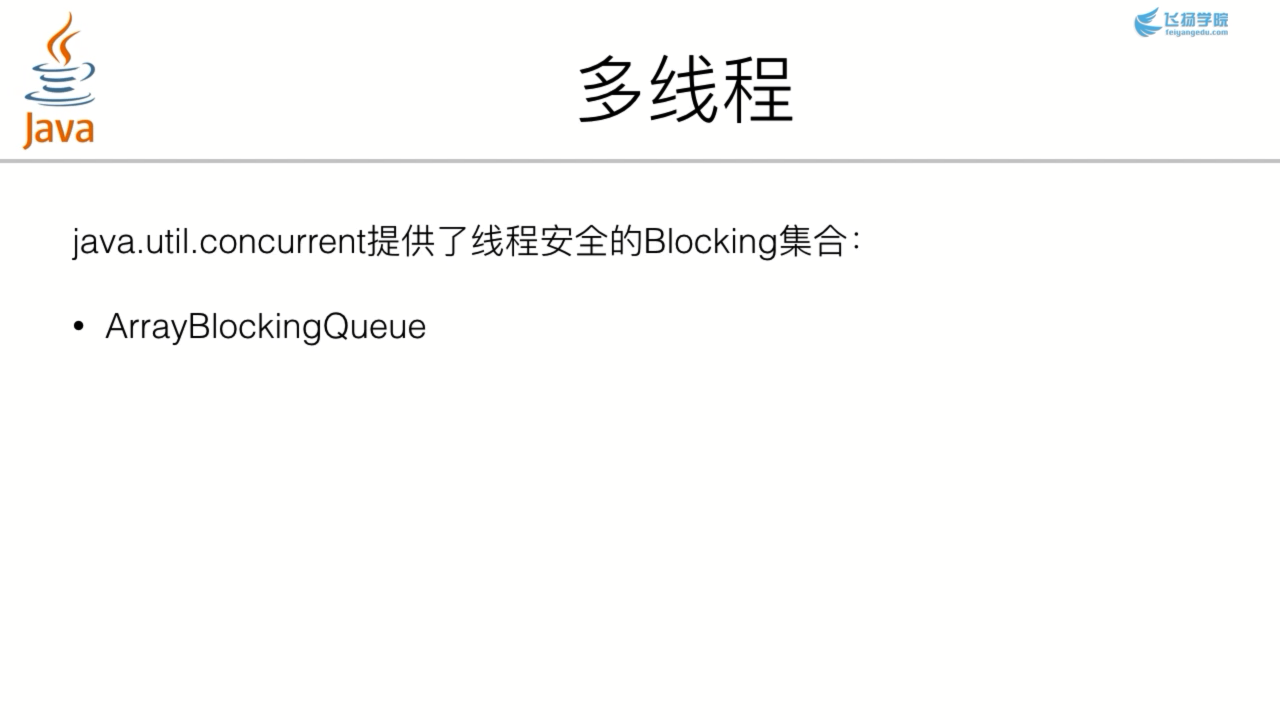 Java
飞扬学院
feiyangedu.com
多线程
java.util.concurrent提供了线程安全的Blocking集合：
• ArrayBlockingQueue